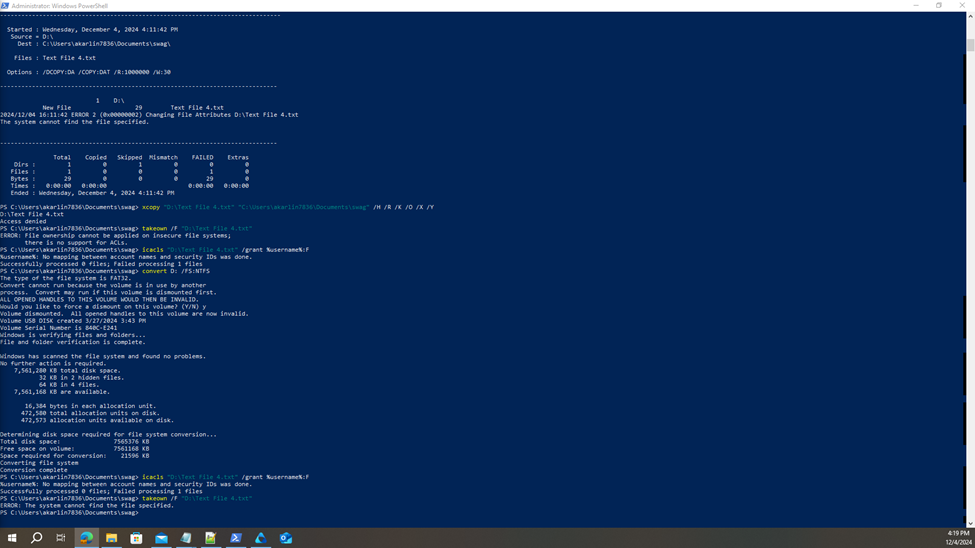 Administrator: Windows PowerShell
-------------------------------------------------------------------------------
Started : Wednesday, December 4, 2024 4:11:42 PM
Source = D:\
Dest : C:\Users\akarlin7836\Documents\swag\
Files : Text File 4.txt
Options : /DCOPY:DA /COPY:DAT /R:1000000 /W:30
------------------------------------------------------------------------------
1 D:\
New File 29 Text File 4.txt
2024/12/04 16:11:42 ERROR 2 (0x00000002) Changing File Attributes D:\Text File 4.txt
The system cannot find the file specified.
------------------------------------------------------------------------------
Total Copied Skipped Mismatch FAILED Extras
Dirs : 1 0 1 0 0 0
Files : 1 0 0 0 1 0
Bytes : 29 0 0 0 29 0
Times : 0:00:00 0:00:00 0:00:00 0:00:00
Ended : Wednesday, December 4, 2024 4:11:42 PM
PS C:\Users\akarlin7836\Documents\swag> xcopy "D:\Text File 4.txt" "C:\Users\akarlin7836\Documents\swag" /H /R /K /O /X /Y
D:\Text File 4.txt
Access denied
PS C:\Users\akarlin7836\Documents\swag> takeown /F "D:\Text File 4.txt"
ERROR: File ownership cannot be applied on insecure file systems;
there is no support for ACLs.
PS C:\Users\akarlin7836\Documents\swag> icacls "D:\Text File 4.txt" /grant %username%:F
%username%: No mapping between account names and security IDs was done.
Successfully processed 0 files; Failed processing 1 files
PS C:\Users\akarlin7836\Documents\swag> convert D: /FS:NTFS
The type of the file system is FAT32.
Convert cannot run because the volume is in use by another
process. Convert may run if this volume is dismounted first.
ALL OPENED HANDLES TO THIS VOLUME WOULD THEN BE INVALID.
Would you like to force a dismount on this volume? (Y/N) y
Volume dismounted. All opened handles to this volume are now invalid.
Volume USB DISK created 3/27/2024 3:43 PM
Volume Serial Number is 840C-E241
Windows is verifying files and folders...
File and folder verification is complete.
Windows has scanned the file system and found no problems.
No further action is required.
7,561,280 KB total disk space.
32 KB in 2 hidden files.
64 KB in 4 files.
7,561,168 KB are available.
16,384 bytes in each allocation unit.
472,580 total allocation units on disk.
472,573 allocation units available on disk.
Determining disk space required for file system conversion...
Total disk space: 7565376 KB
Free space on volume: 7561168 KB
Space required for conversion: 21596 KB
Converting file system
Conversion complete
PS C:\Users\akarlin7836\Documents\swag> icacls "D:\Text File 4.txt" /grant %username%:F
%username%: No mapping between account names and security IDs was done.
Successfully processed 0 files; Failed processing 1 files
PS C:\Users\akarlin7836\Documents\swag> takeown /F "D:\Text File 4.txt"
ERROR: The system cannot find the file specified.
PS C:\Users\akarlin7836\Documents\swag>
4:19 PM
12/4/2024